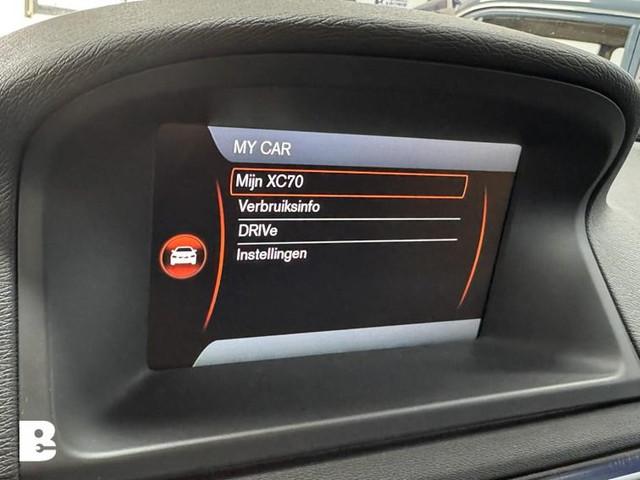 MY CAR
Mijn XC70
Verbruiksinfo
DRIVe
Instellingen
B